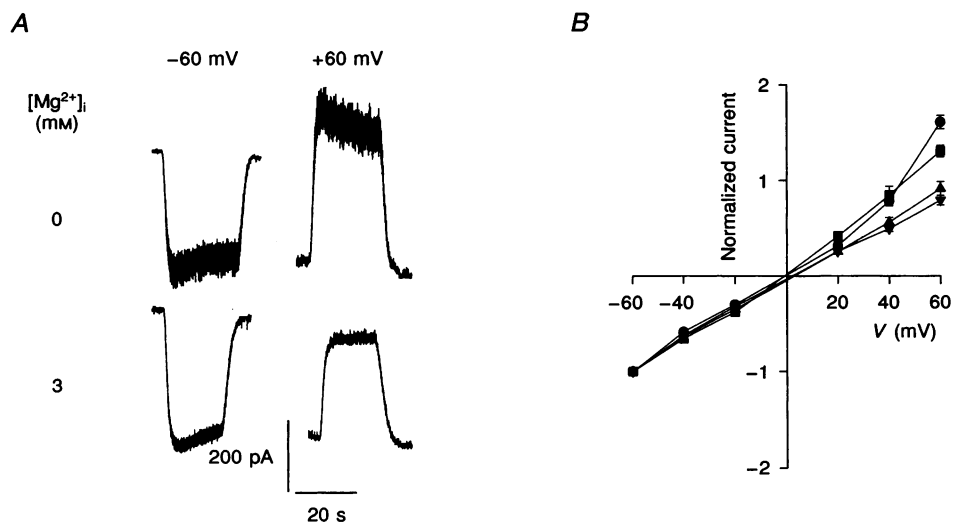 A
−60 mV
+60 mV
[Mg²⁺]ᵢ
(mM)
0
3
200 pA
20 s
B
Normalized current
2
1
−1
−2
−60
−40
−20
20
40
60
V (mV)